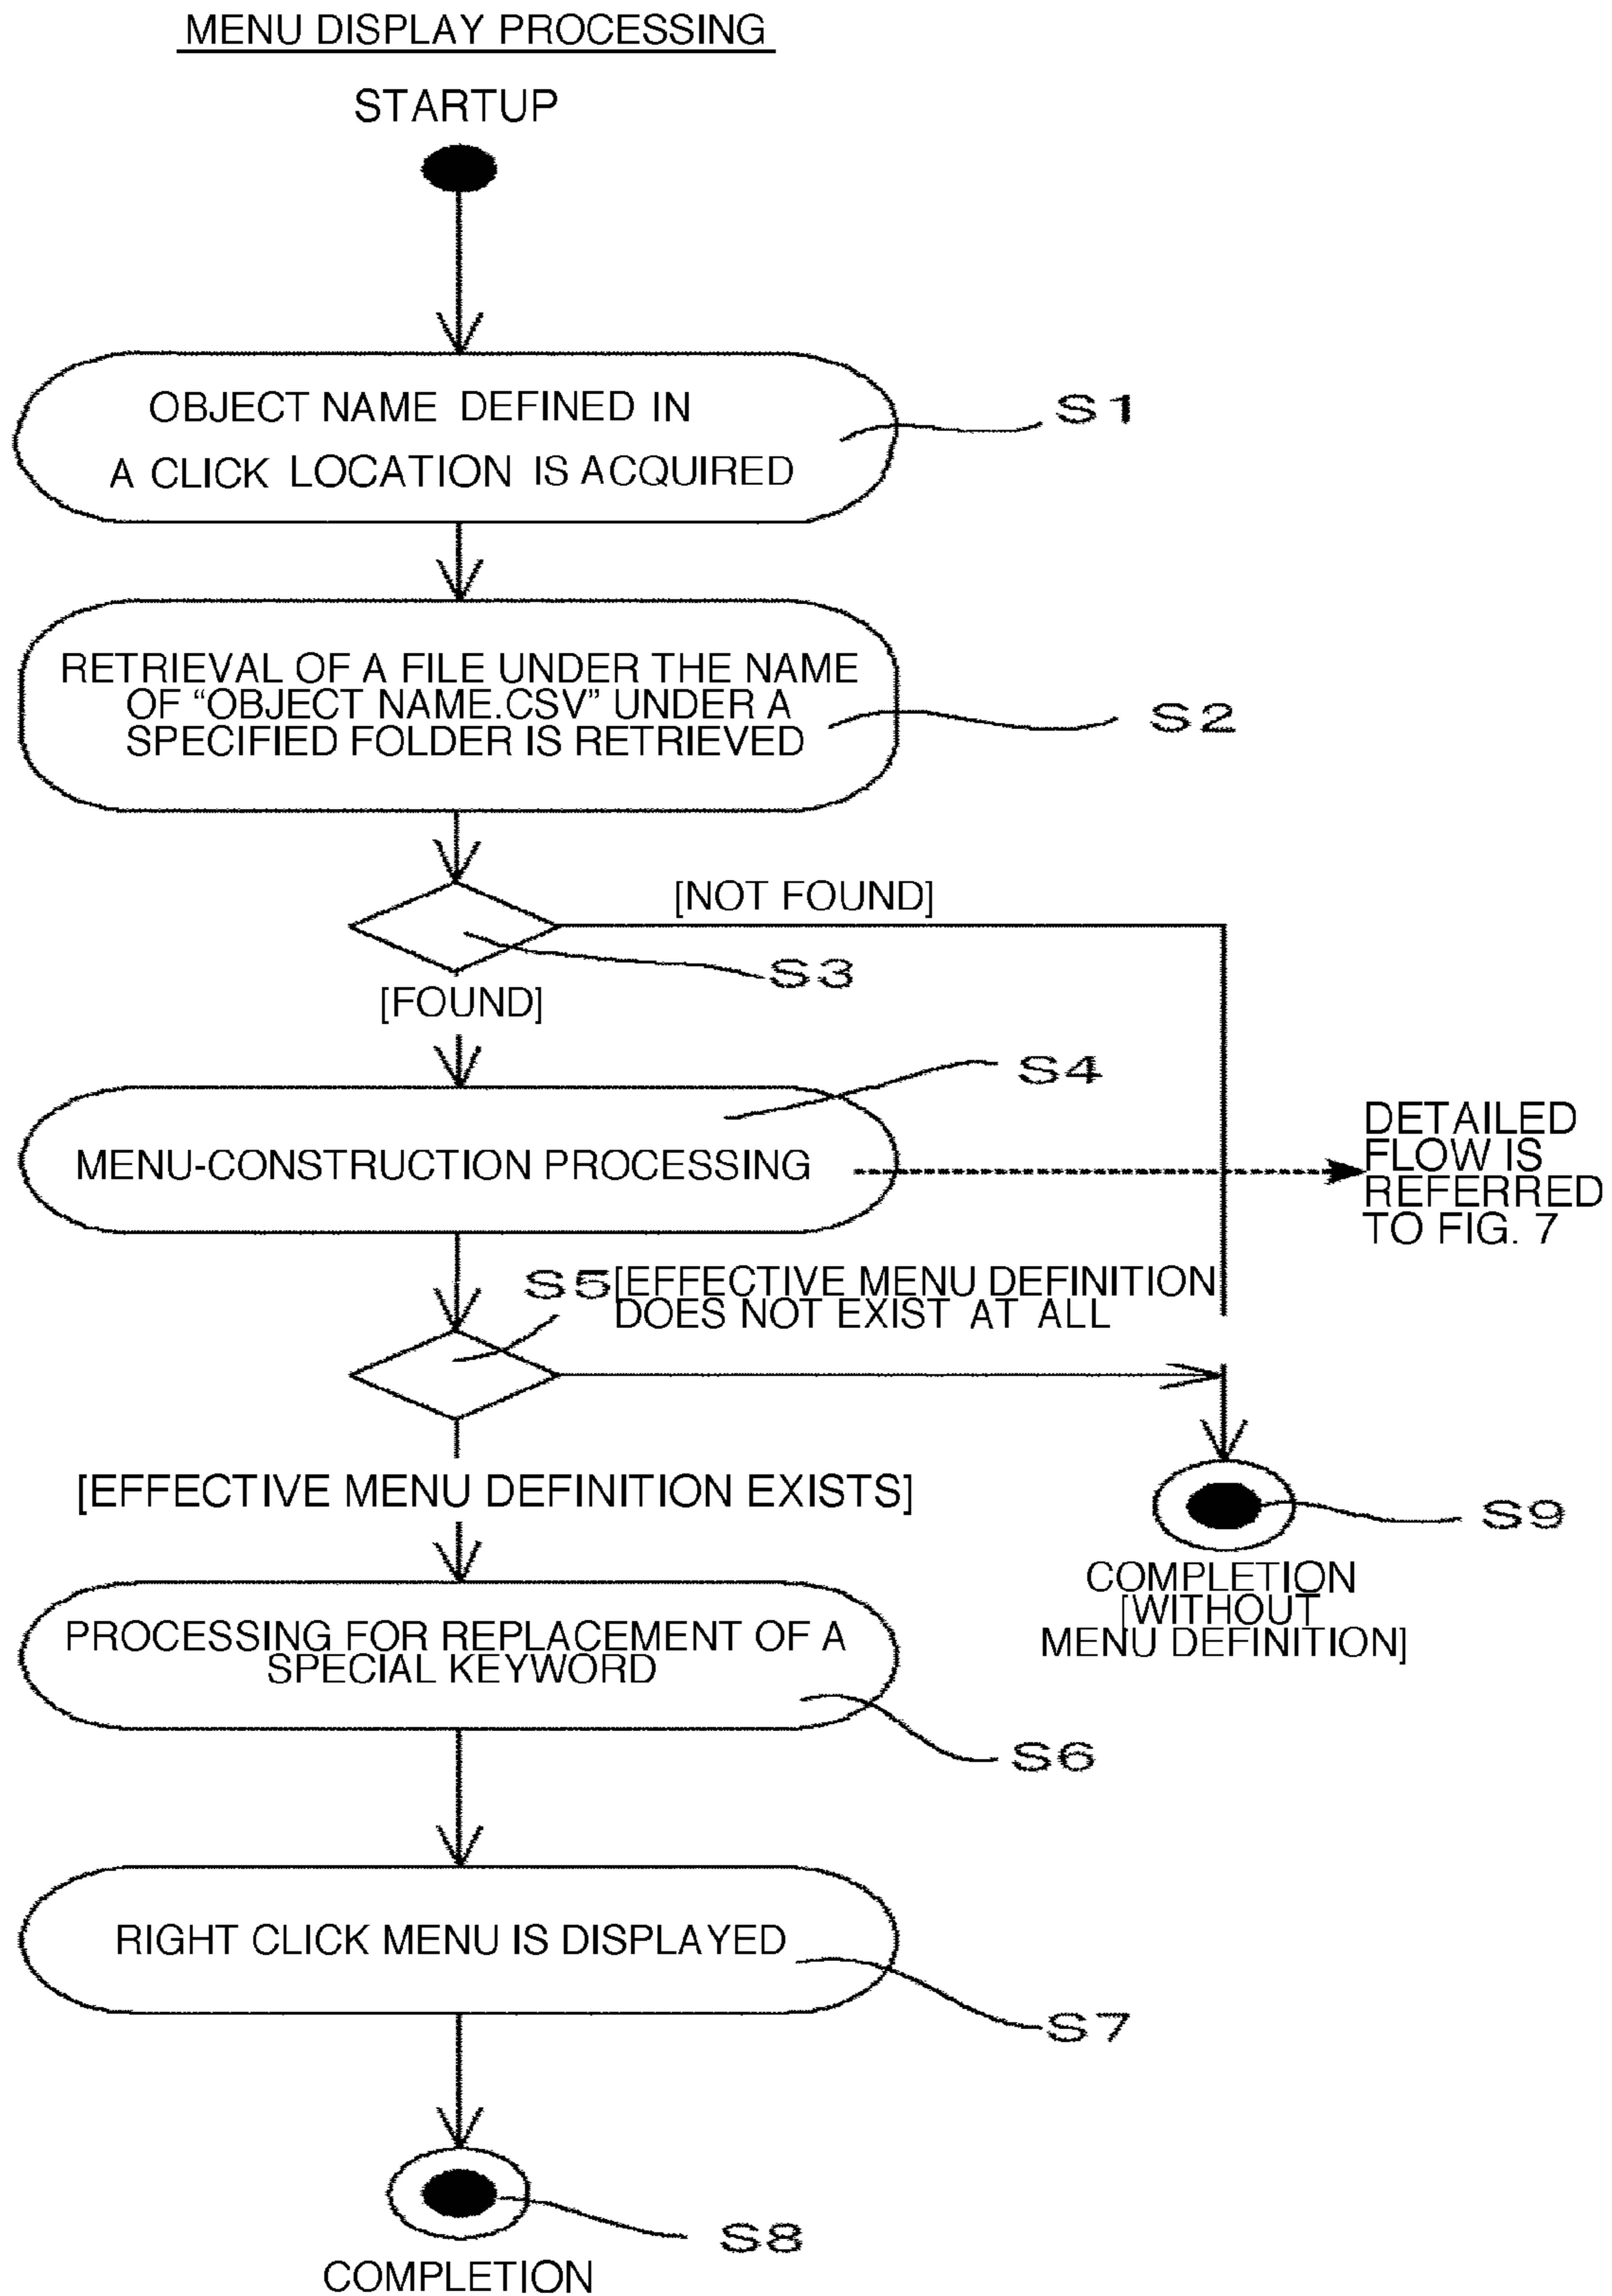 MENU DISPLAY PROCESSING
STARTUP
OBJECT NAME DEFINED IN
A CLICK LOCATION IS ACQUIRED
S1
RETRIEVAL OF A FILE UNDER THE NAME
OF “OBJECT NAME.CSV” UNDER A
SPECIFIED FOLDER IS RETRIEVED
S2
[NOT FOUND]
S3
[FOUND]
S4
MENU-CONSTRUCTION PROCESSING
DETAILED
FLOW IS
REFERRED
TO FIG. 7
S5
[EFFECTIVE MENU DEFINITION
DOES NOT EXIST AT ALL
[EFFECTIVE MENU DEFINITION EXISTS]
S9
COMPLETION
[WITHOUT
MENU DEFINITION]
PROCESSING FOR REPLACEMENT OF A
SPECIAL KEYWORD
S6
RIGHT CLICK MENU IS DISPLAYED
S7
S8
COMPLETION